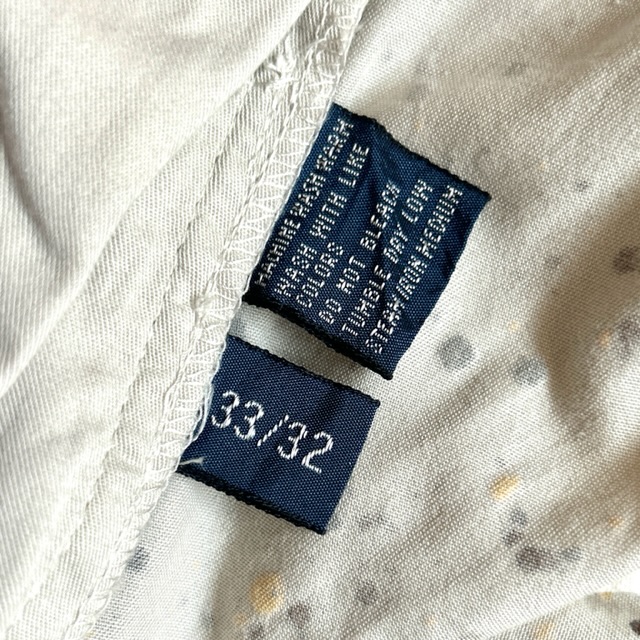 MACHINE WASH WARM
WASH WITH LIKE
COLORS
DO NOT BLEACH
TUMBLE DRY LOW
STEAM/IRON MEDIUM
33/32